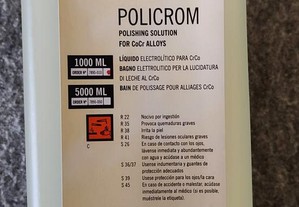 POLICROM
POLISHING SOLUTION
FOR CoCr ALLOYS
1000 ML
LÍQUIDO ELECTROLÍTICO PARA CrCo
BAGNO ELETTROLITICO PER LA LUCIDATURA
DI LECHE AL CrCo
BAIN DE POLISSAGE POUR ALLIAGES CrCo
5000 ML
C
R 22 Nocivo por ingestión
R 35 Provoca quemaduras graves
R 38 Irrita la piel
R 41 Riesgo de lesiones oculares graves
S 26 En caso de contacto con los ojos,
lávense inmediata y abundantemente
con agua y acúdase a un médico
S 36/37 Úsense indumentaria y guantes de
protección adecuados
S 39 Úsese protección para los ojos/la cara
S 45 En caso de accidente o malestar, acúdase
inmediatamente al médico (si es posible,
muéstrele la etiqueta).